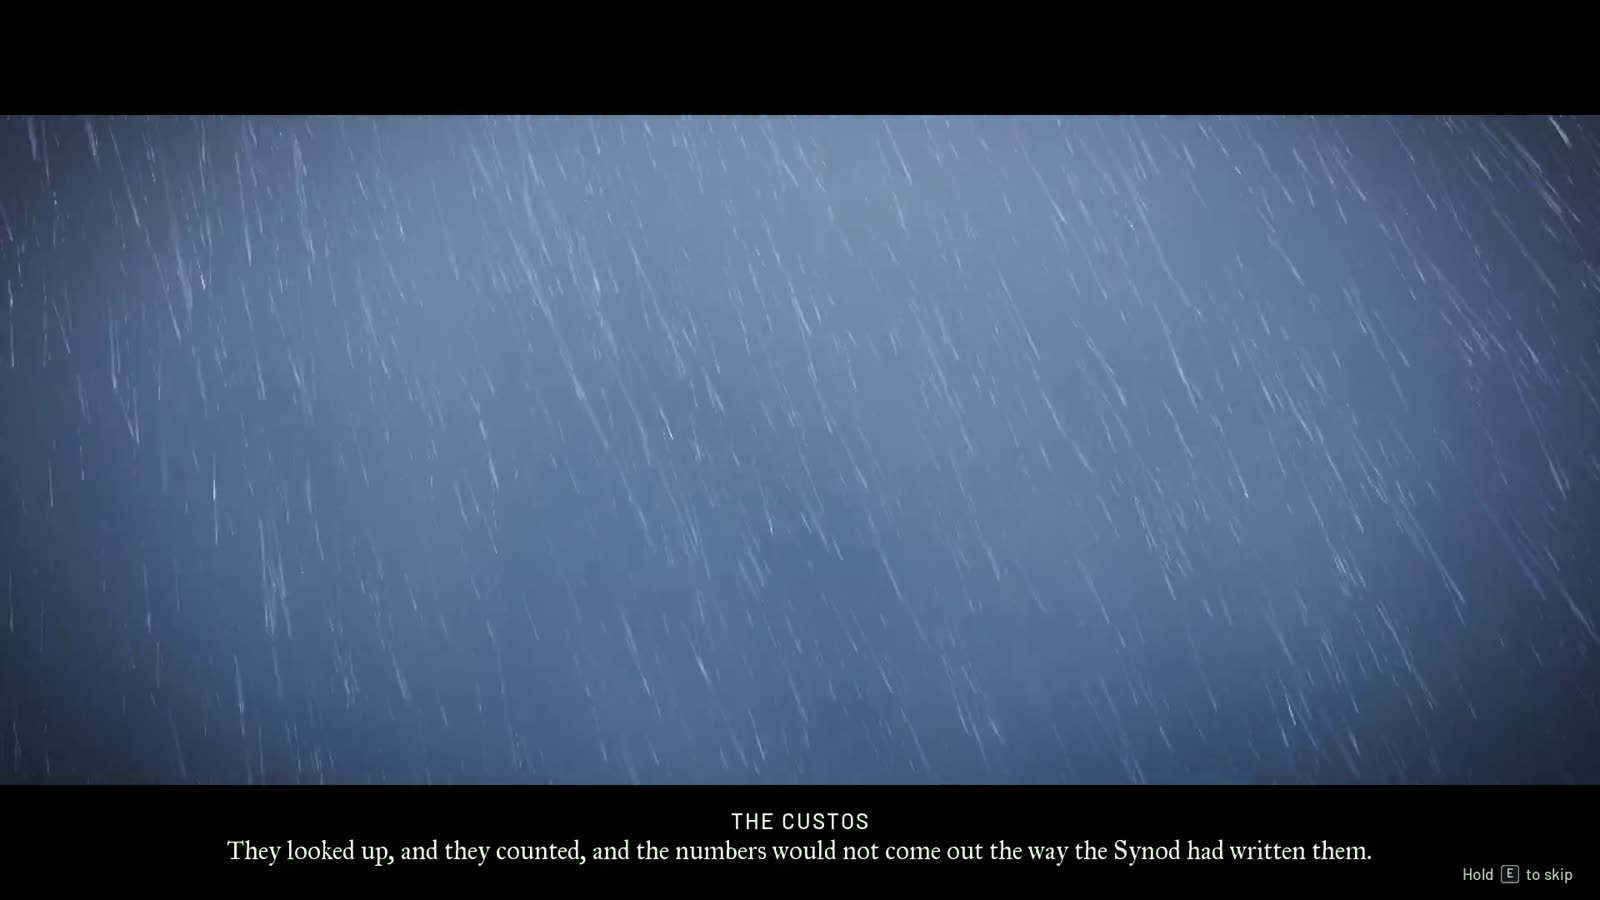 THE CUSTOS
They looked up, and they counted, and the numbers would not come out the way the Synod had written them.
Hold E to skip